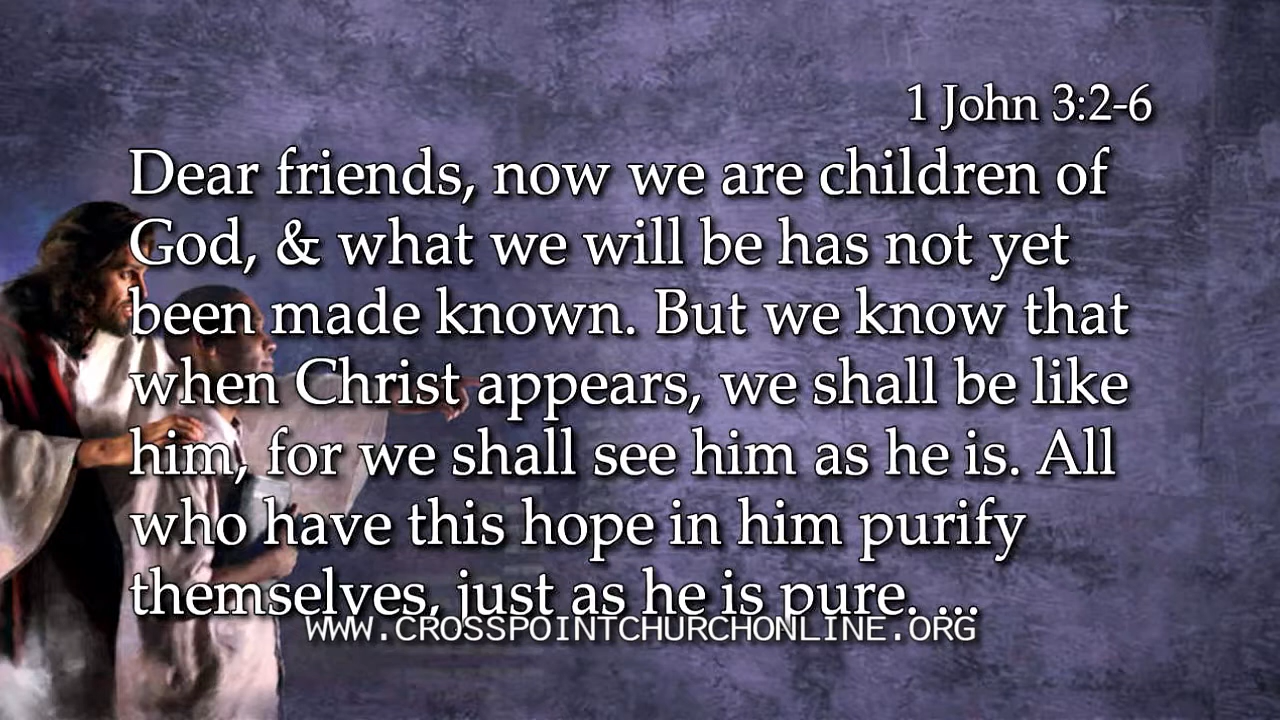 1 John 3:2-6
Dear friends, now we are children of
God, & what we will be has not yet
been made known. But we know that
when Christ appears, we shall be like
him, for we shall see him as he is. All
who have this hope in him purify
themselves, just as he is pure. ...
WWW.CROSSPOINTCHURCHONLINE.ORG